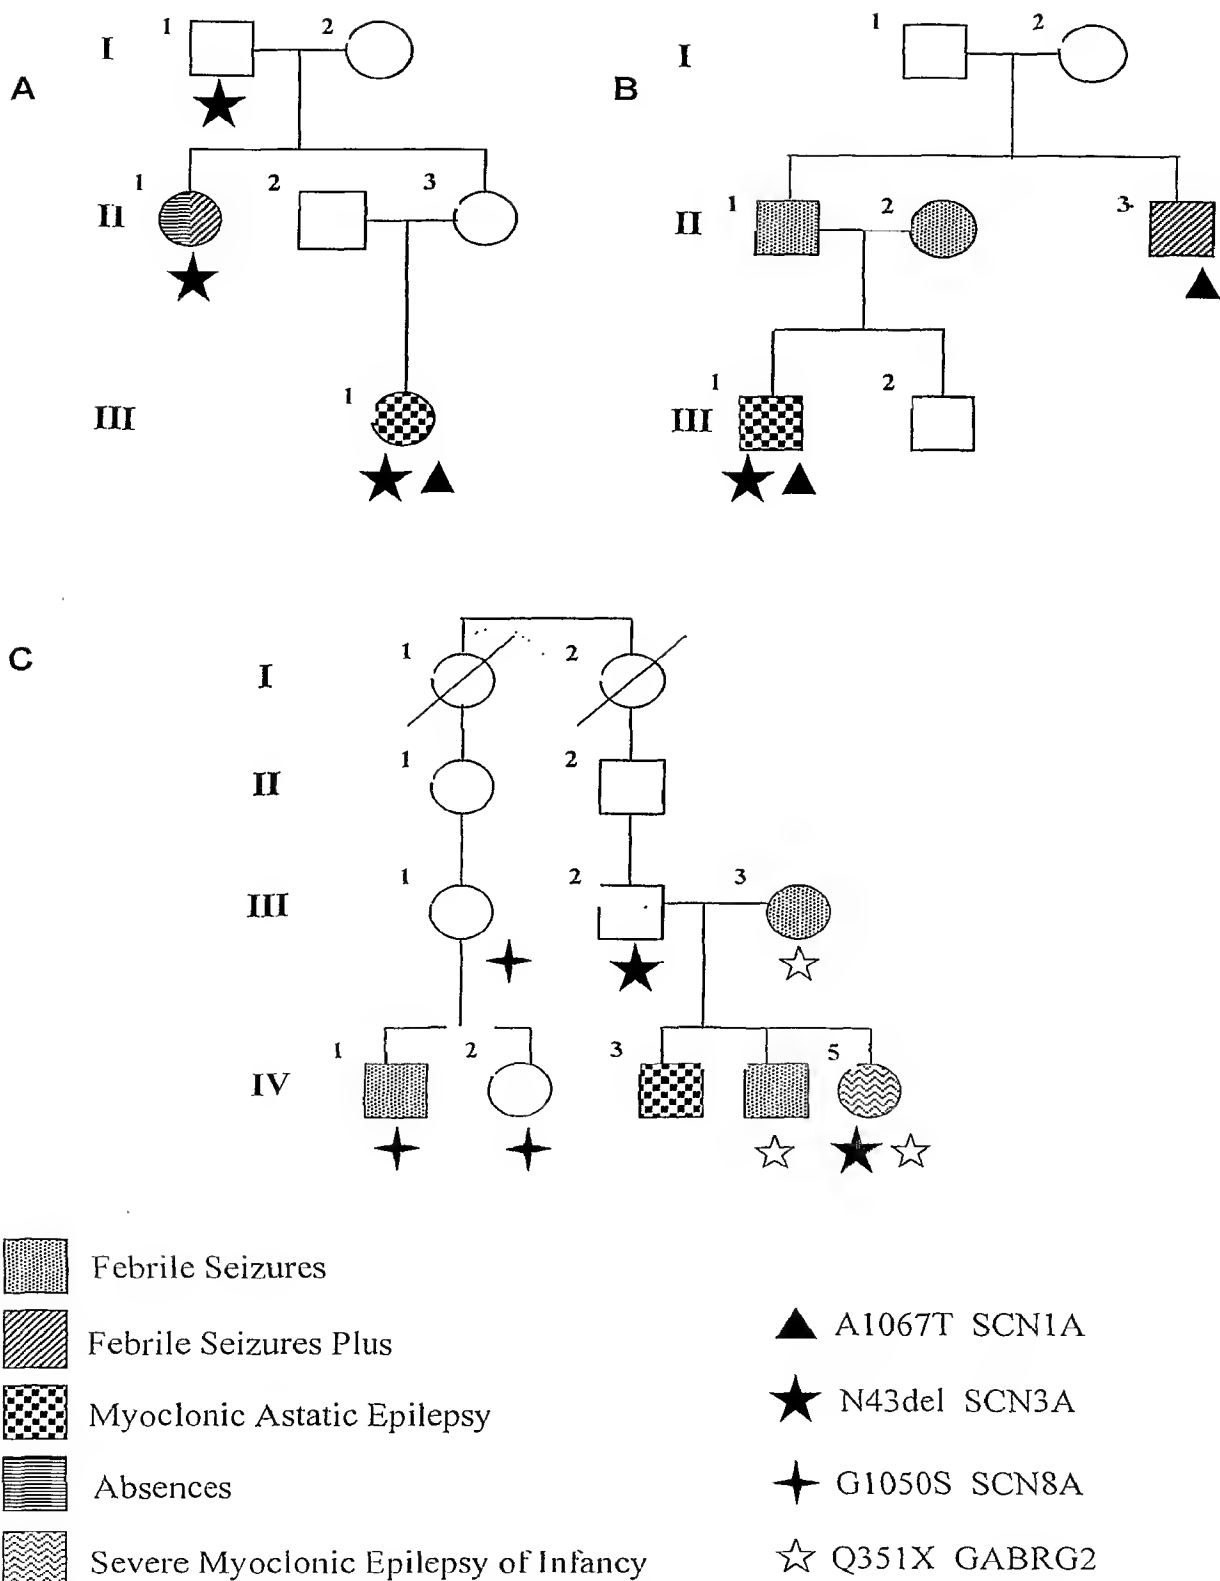 1 2 1 2
I I
A B
1 2 3 1 2 3
II II
1 1 2
III III
C
1 2
I
1 2
II
1 2 3
III
1 2 3 5
IV
Febrile Seizures
Febrile Seizures Plus
Myoclonic Astatic Epilepsy
Absences
Severe Myoclonic Epilepsy of Infancy
A1067T SCN1A
N43del SCN3A
G1050S SCN8A
Q351X GABRG2